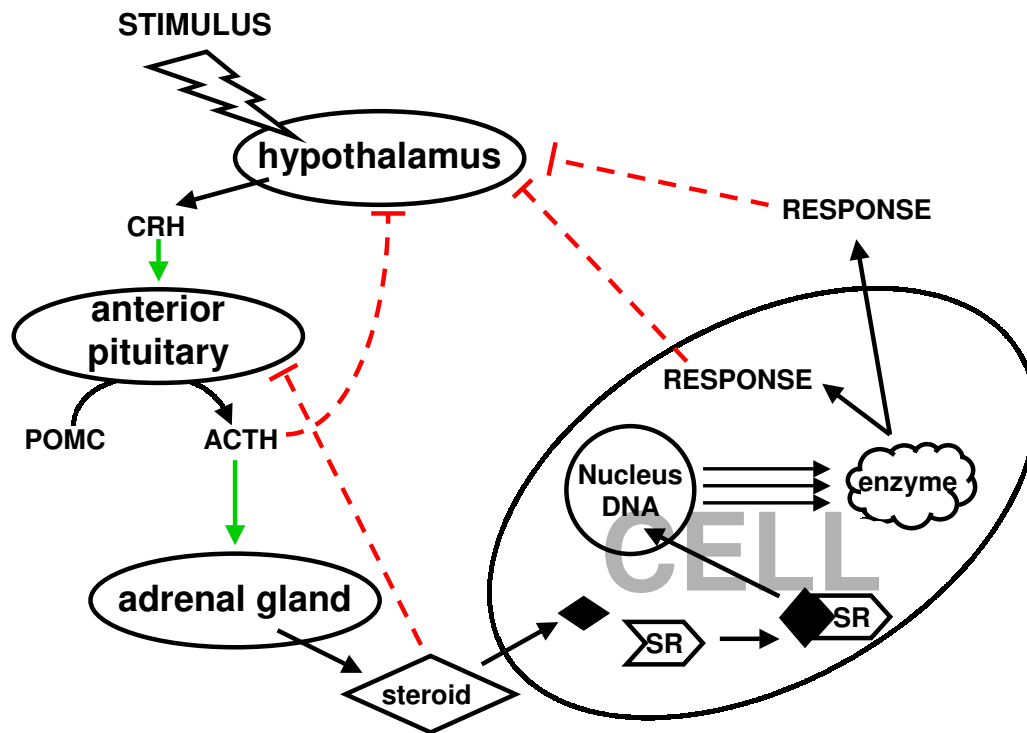 STIMULUS
hypothalamus
CRH
RESPONSE
anterior
pituitary
RESPONSE
POMC
ACTH
Nucleus
DNA
enzyme
CELL
adrenal gland
SR
SR
steroid